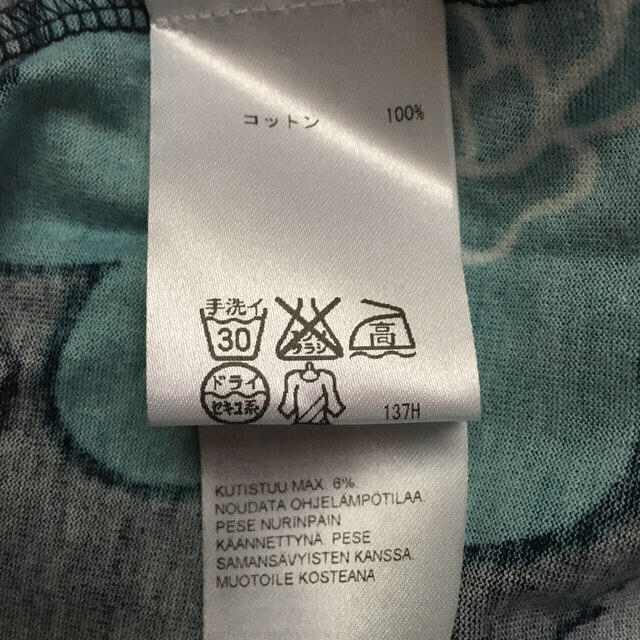 コットン 100%
手洗イ
30
高
ドライ
セキユ系
137H
KUTISTUU MAX. 6%.
NOUDATA OHJELÄMPÖTILAA.
PESE NURINPÄIN
KÄÄNNETTYNÄ. PESE
SAMANSÄVYISTEN KANSSA.
MUOTOILE KOSTEANA